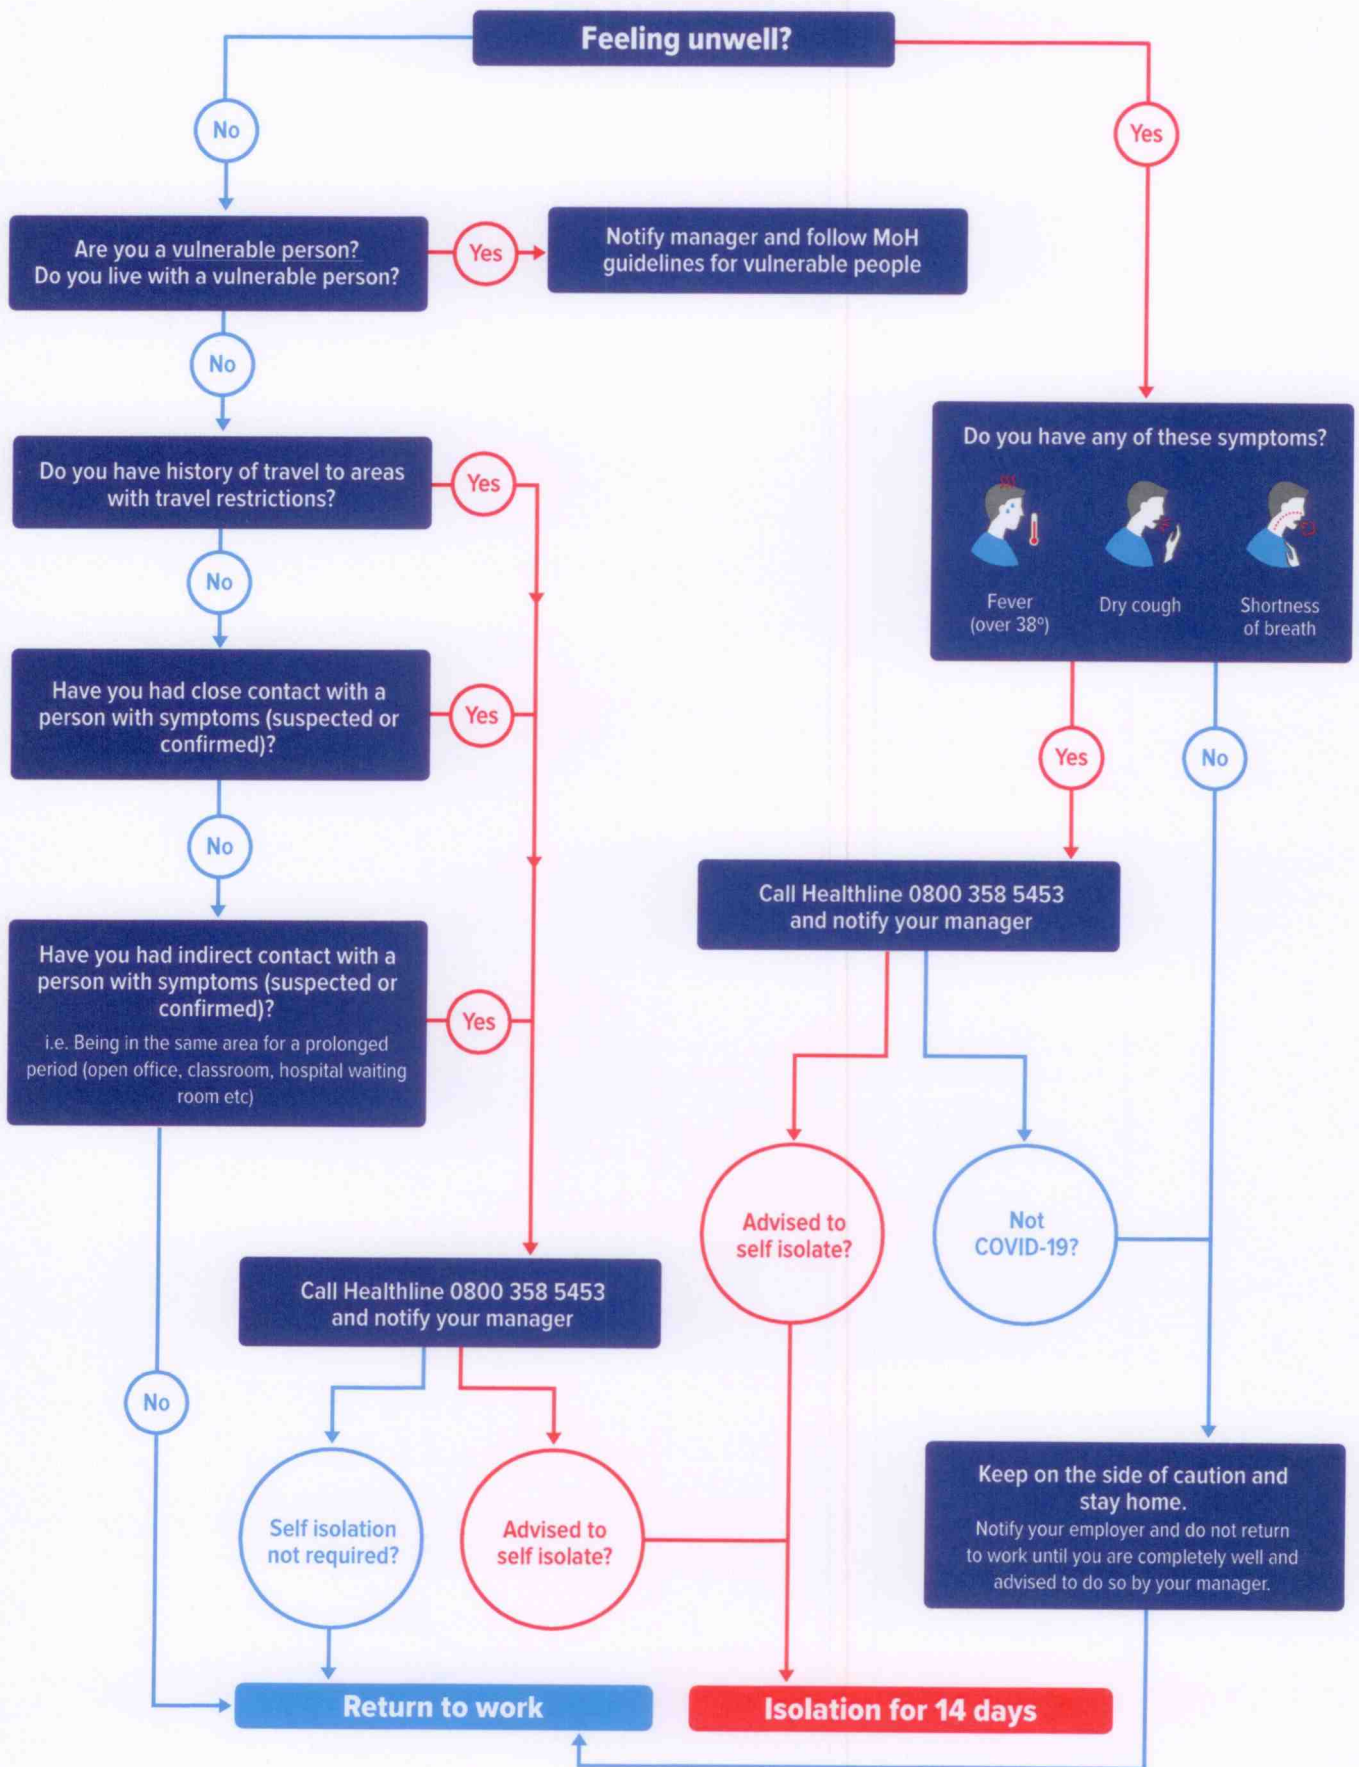 Feeling unwell?
No
Yes
Are you a vulnerable person?
Do you live with a vulnerable person?
Yes
Notify manager and follow MoH
guidelines for vulnerable people
No
Do you have history of travel to areas
with travel restrictions?
Yes
Do you have any of these symptoms?
Fever
(over 38º)
Dry cough
Shortness
of breath
No
Have you had close contact with a
person with symptoms (suspected or
confirmed)?
Yes
Yes
No
No
Call Healthline 0800 358 5453
and notify your manager
Have you had indirect contact with a
person with symptoms (suspected or
confirmed)?
i.e. Being in the same area for a prolonged
period (open office, classroom, hospital waiting
room etc)
Yes
Advised to
self isolate?
Not
COVID-19?
Call Healthline 0800 358 5453
and notify your manager
No
Self isolation
not required?
Advised to
self isolate?
Keep on the side of caution and
stay home.
Notify your employer and do not return
to work until you are completely well and
advised to do so by your manager.
Return to work
Isolation for 14 days